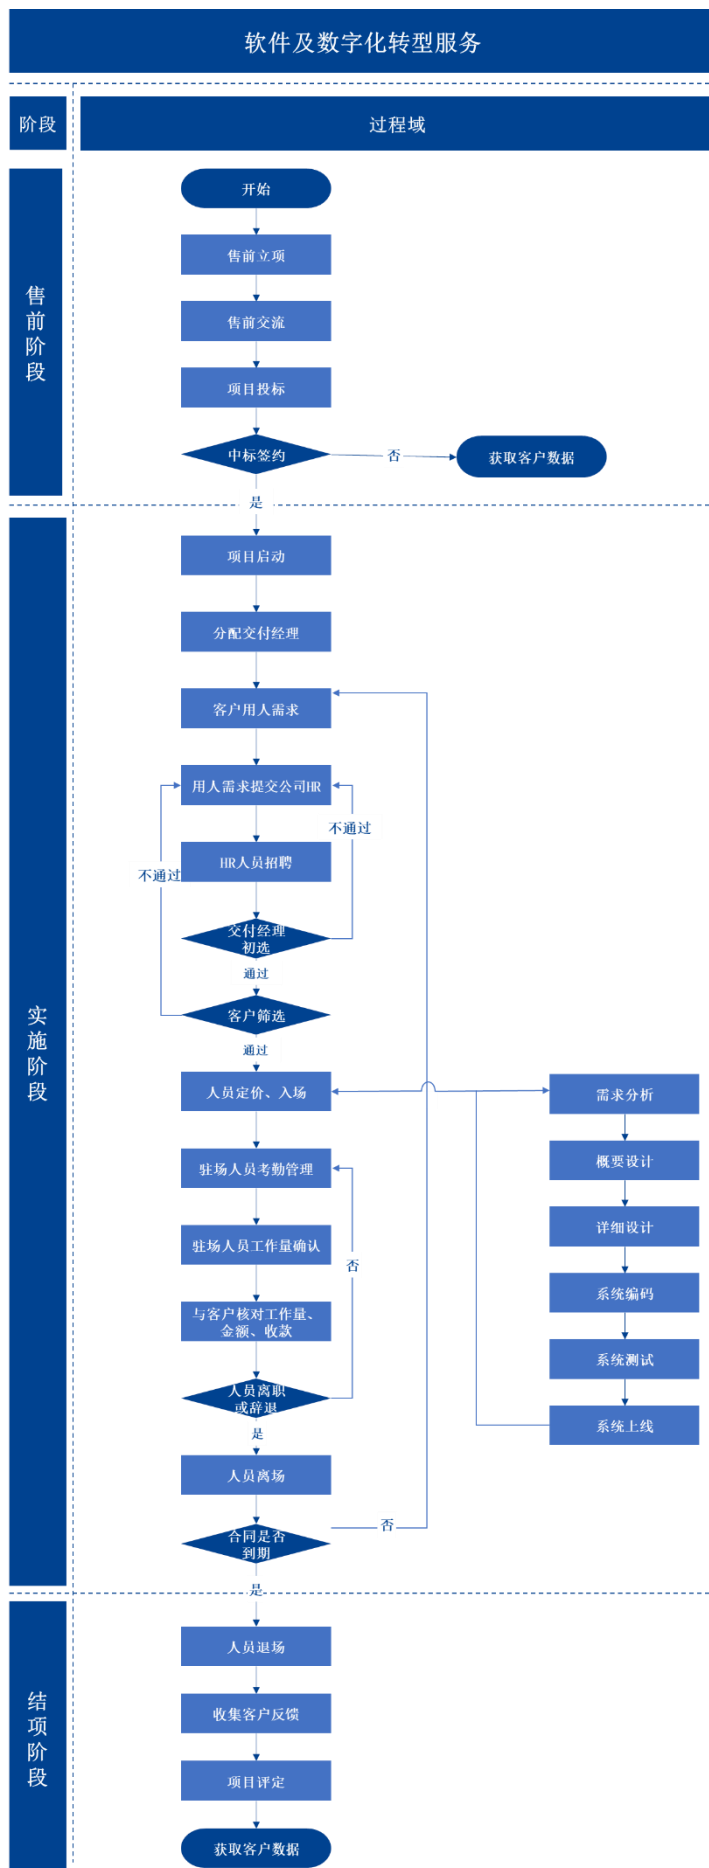 软件及数字化转型服务
阶段
过程域
售前阶段
开始
售前立项
售前交流
项目投标
中标签约
否
获取客户数据
是
实施阶段
项目启动
分配交付经理
客户用人需求
用人需求提交公司HR
不通过
HR人员招聘
不通过
交付经理
初选
通过
客户筛选
通过
人员定价、入场
需求分析
概要设计
驻场人员考勤管理
详细设计
驻场人员工作量确认
否
系统编码
与客户核对工作量、
金额、收款
系统测试
人员离职
或辞退
系统上线
是
人员离场
否
合同是否
到期
是
结项阶段
人员退场
收集客户反馈
项目评定
获取客户数据